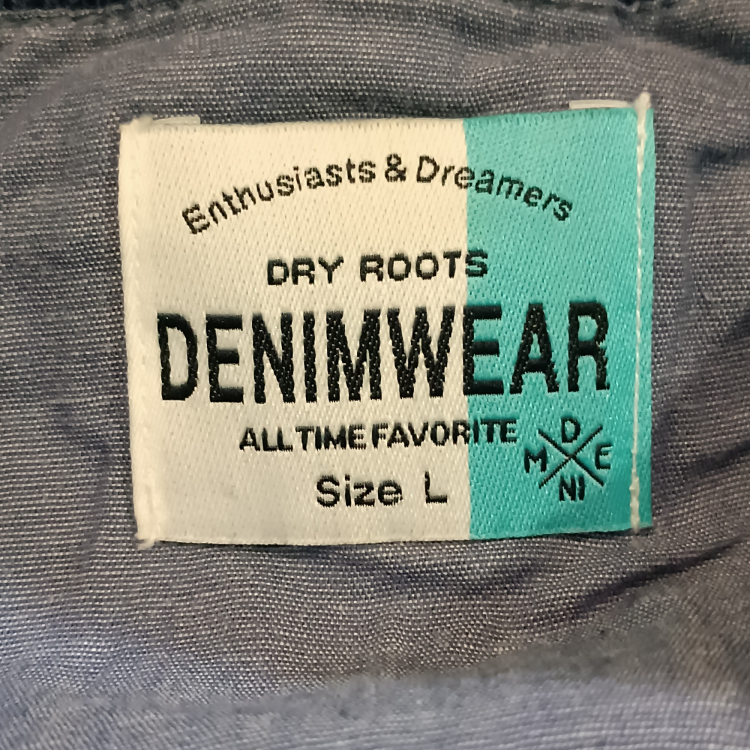 Enthusiasts & Dreamers
DRY ROOTS
DENIMWEAR
ALL TIME FAVORITE
Size L
D
M E
NI